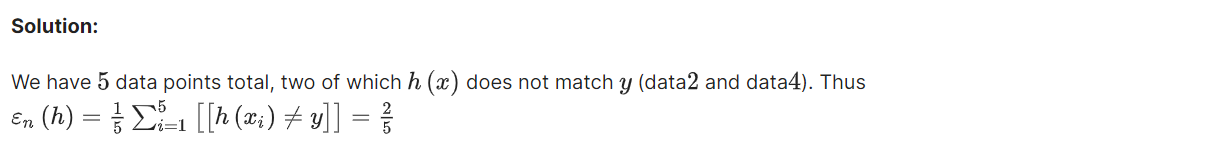 Solution:
We have 5 data points total, two of which h (x) does not match y (data2 and data4). Thus
εn (h) = 1/5 ∑⁵ᵢ₌₁ [[h (xᵢ) ≠ y]] = 2/5